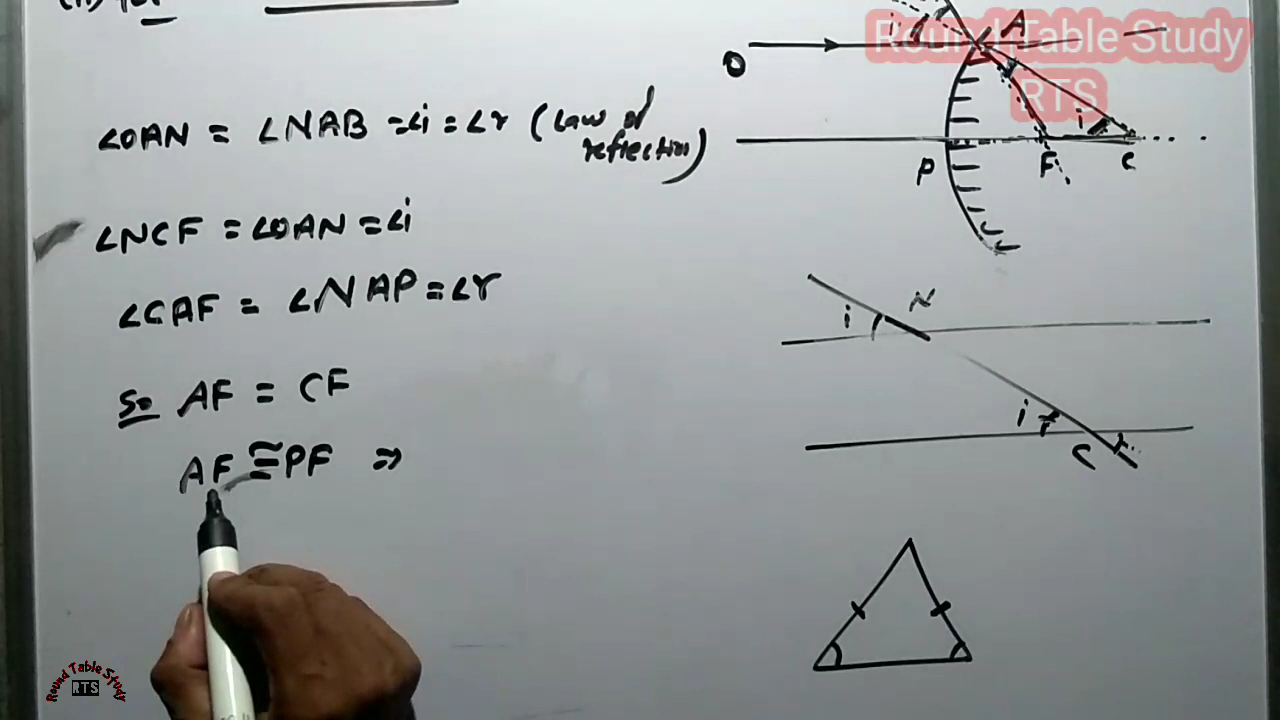 ∠OAN = ∠NAB = ∠i = ∠r (Law of
reflection)
∠NCF = ∠OAN = ∠i
∠CAF = ∠NAP = ∠r
So AF = CF
AF ≅ PF ⇒
Round Table Study
RTS
i
A
O
i
P
F
C
N
i
i
C
r
Round Table Study
RTS